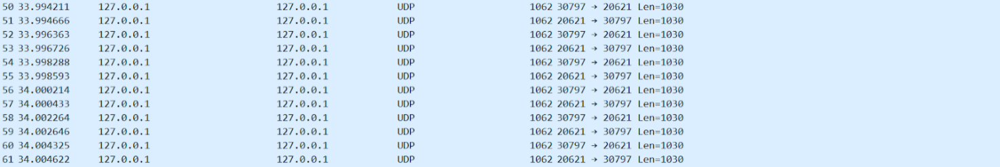 50 33.994211 127.0.0.1 127.0.0.1 UDP 1062 30797 → 20621 Len=1030
51 33.994666 127.0.0.1 127.0.0.1 UDP 1062 20621 → 30797 Len=1030
52 33.996363 127.0.0.1 127.0.0.1 UDP 1062 30797 → 20621 Len=1030
53 33.996726 127.0.0.1 127.0.0.1 UDP 1062 20621 → 30797 Len=1030
54 33.998288 127.0.0.1 127.0.0.1 UDP 1062 30797 → 20621 Len=1030
55 33.998593 127.0.0.1 127.0.0.1 UDP 1062 20621 → 30797 Len=1030
56 34.000214 127.0.0.1 127.0.0.1 UDP 1062 30797 → 20621 Len=1030
57 34.000433 127.0.0.1 127.0.0.1 UDP 1062 20621 → 30797 Len=1030
58 34.002264 127.0.0.1 127.0.0.1 UDP 1062 30797 → 20621 Len=1030
59 34.002646 127.0.0.1 127.0.0.1 UDP 1062 20621 → 30797 Len=1030
60 34.004325 127.0.0.1 127.0.0.1 UDP 1062 30797 → 20621 Len=1030
61 34.004622 127.0.0.1 127.0.0.1 UDP 1062 20621 → 30797 Len=1030